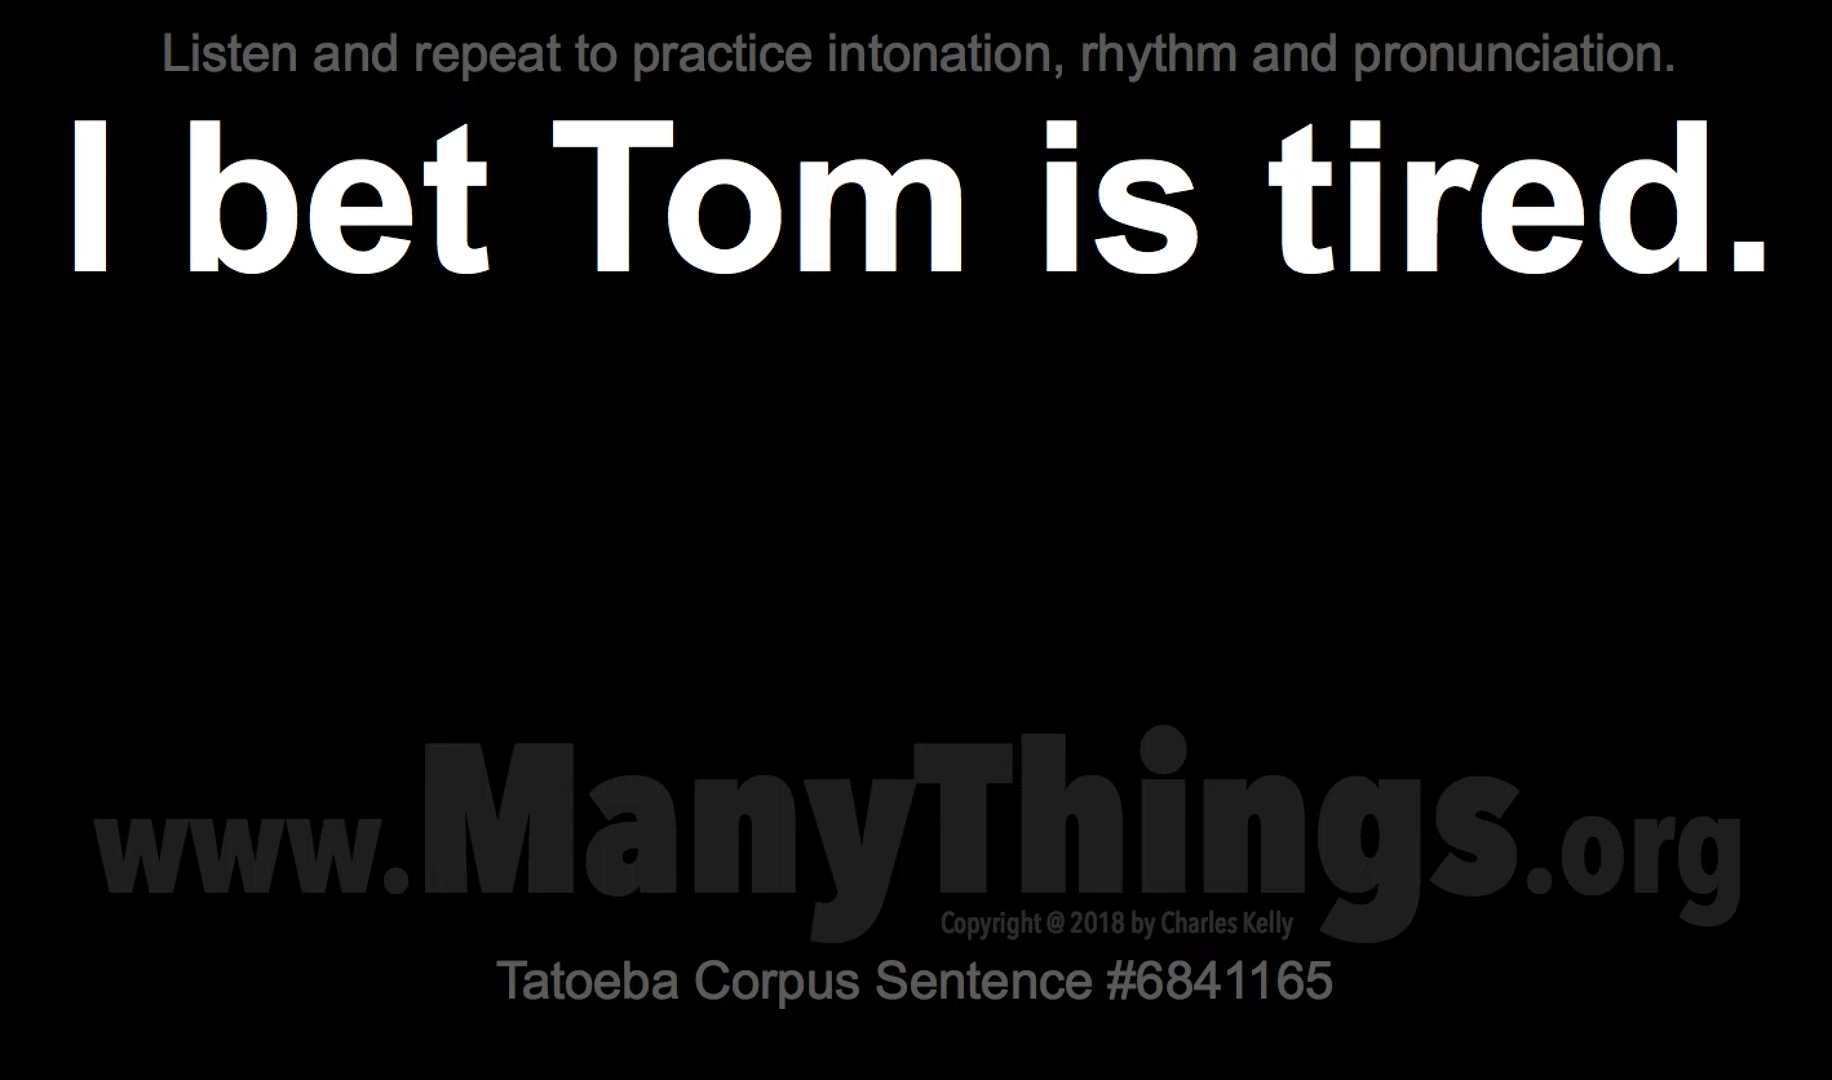 Listen and repeat to practice intonation, rhythm and pronunciation.
I bet Tom is tired.
www.ManyThings.org
Copyright @ 2018 by Charles Kelly
Tatoeba Corpus Sentence #6841165